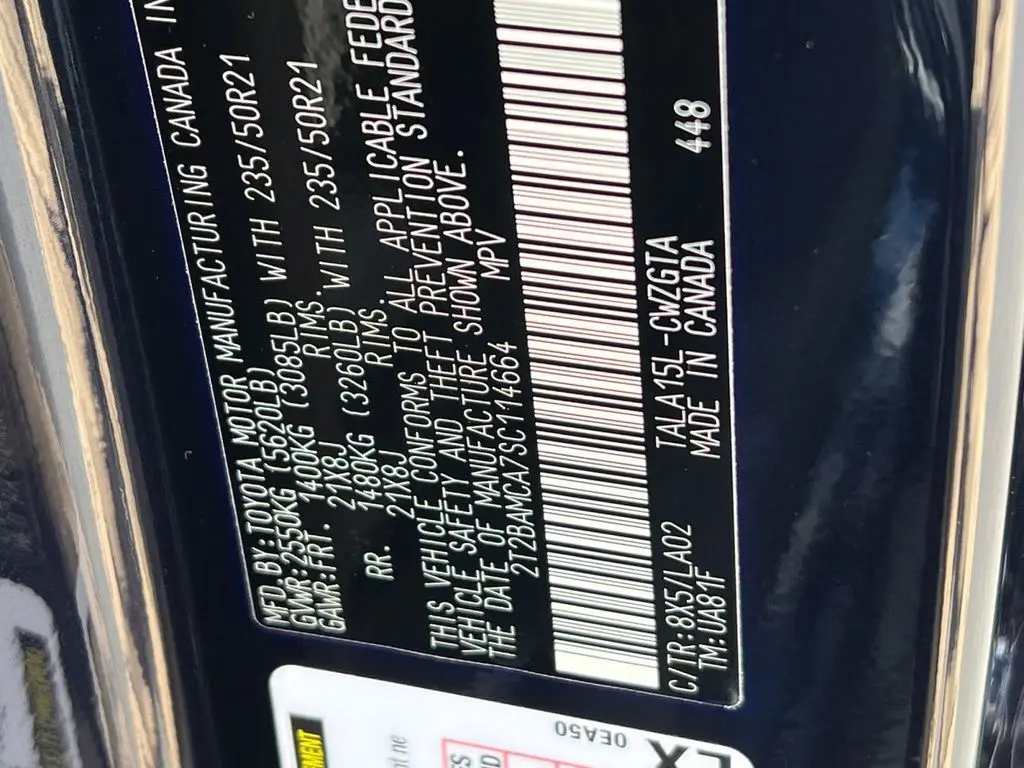 MFD. BY: TOYOTA MOTOR MANUFACTURING CANADA IN
GVWR: 2550KG (5620LB)
GAWR: FRT. 1400KG (3085LB) WITH 235/50R21
21X8J RIMS.
RR. 1480KG (3260LB) WITH 235/50R21
21X8J RIMS.
THIS VEHICLE CONFORMS TO ALL APPLICABLE FEDE
VEHICLE SAFETY AND THEFT PREVENTION STANDARD
THE DATE OF MANUFACTURE SHOWN ABOVE.
2T2BAMCA7SC114664 MPV
C/TR: 8X5/LA02 TALA15L-CWZGTA 448
TM: UA81F MADE IN CANADA
0EA50